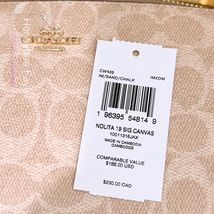 COACH
CW435
IM/SAND/CHALK IMXDM
1 96395 54814 9
NOLITA 19 SIG CANVAS
MADE IN CAMBODIA
CAMBODGE
COMPARABLE VALUE
$188.00 USD
$230.00 CAD